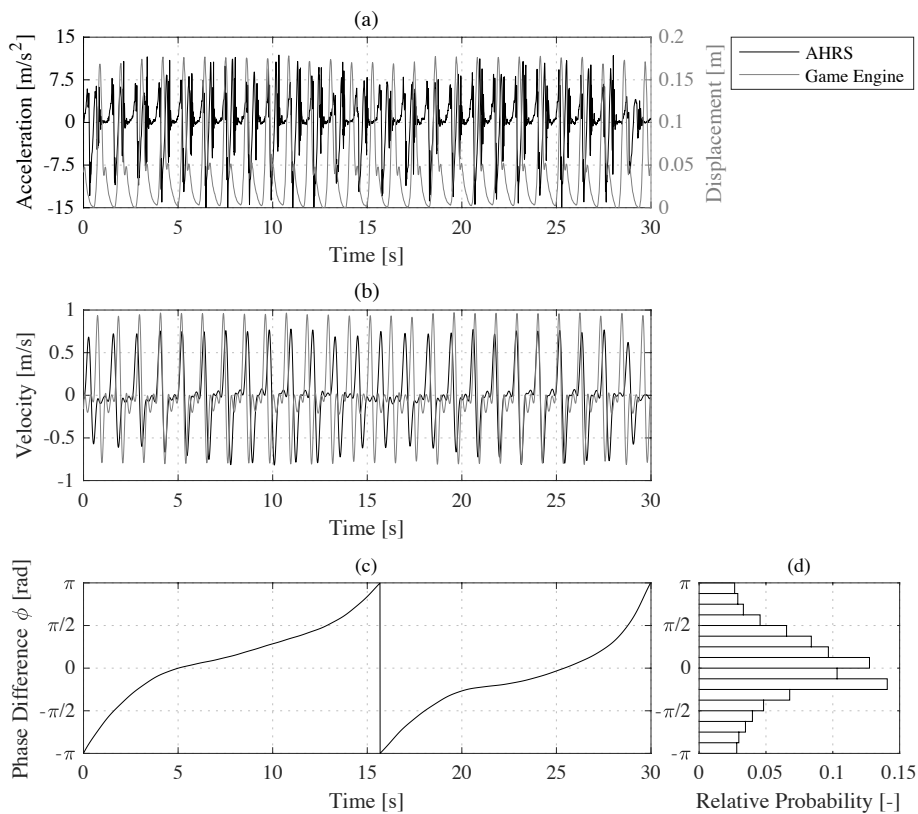 (a)
Acceleration [m/s²]
15
7.5
0
-7.5
-15
0.2
0.15
0.1
0.05
0
Displacement [m]
AHRS
Game Engine
0 5 10 15 20 25 30
Time [s]
(b)
Velocity [m/s]
1
0.5
0
-0.5
-1
0 5 10 15 20 25 30
Time [s]
(c)
Phase Difference ϕ [rad]
π
π/2
0
-π/2
-π
0 5 10 15 20 25 30
Time [s]
(d)
π
π/2
0
-π/2
-π
0 0.05 0.1 0.15
Relative Probability [-]